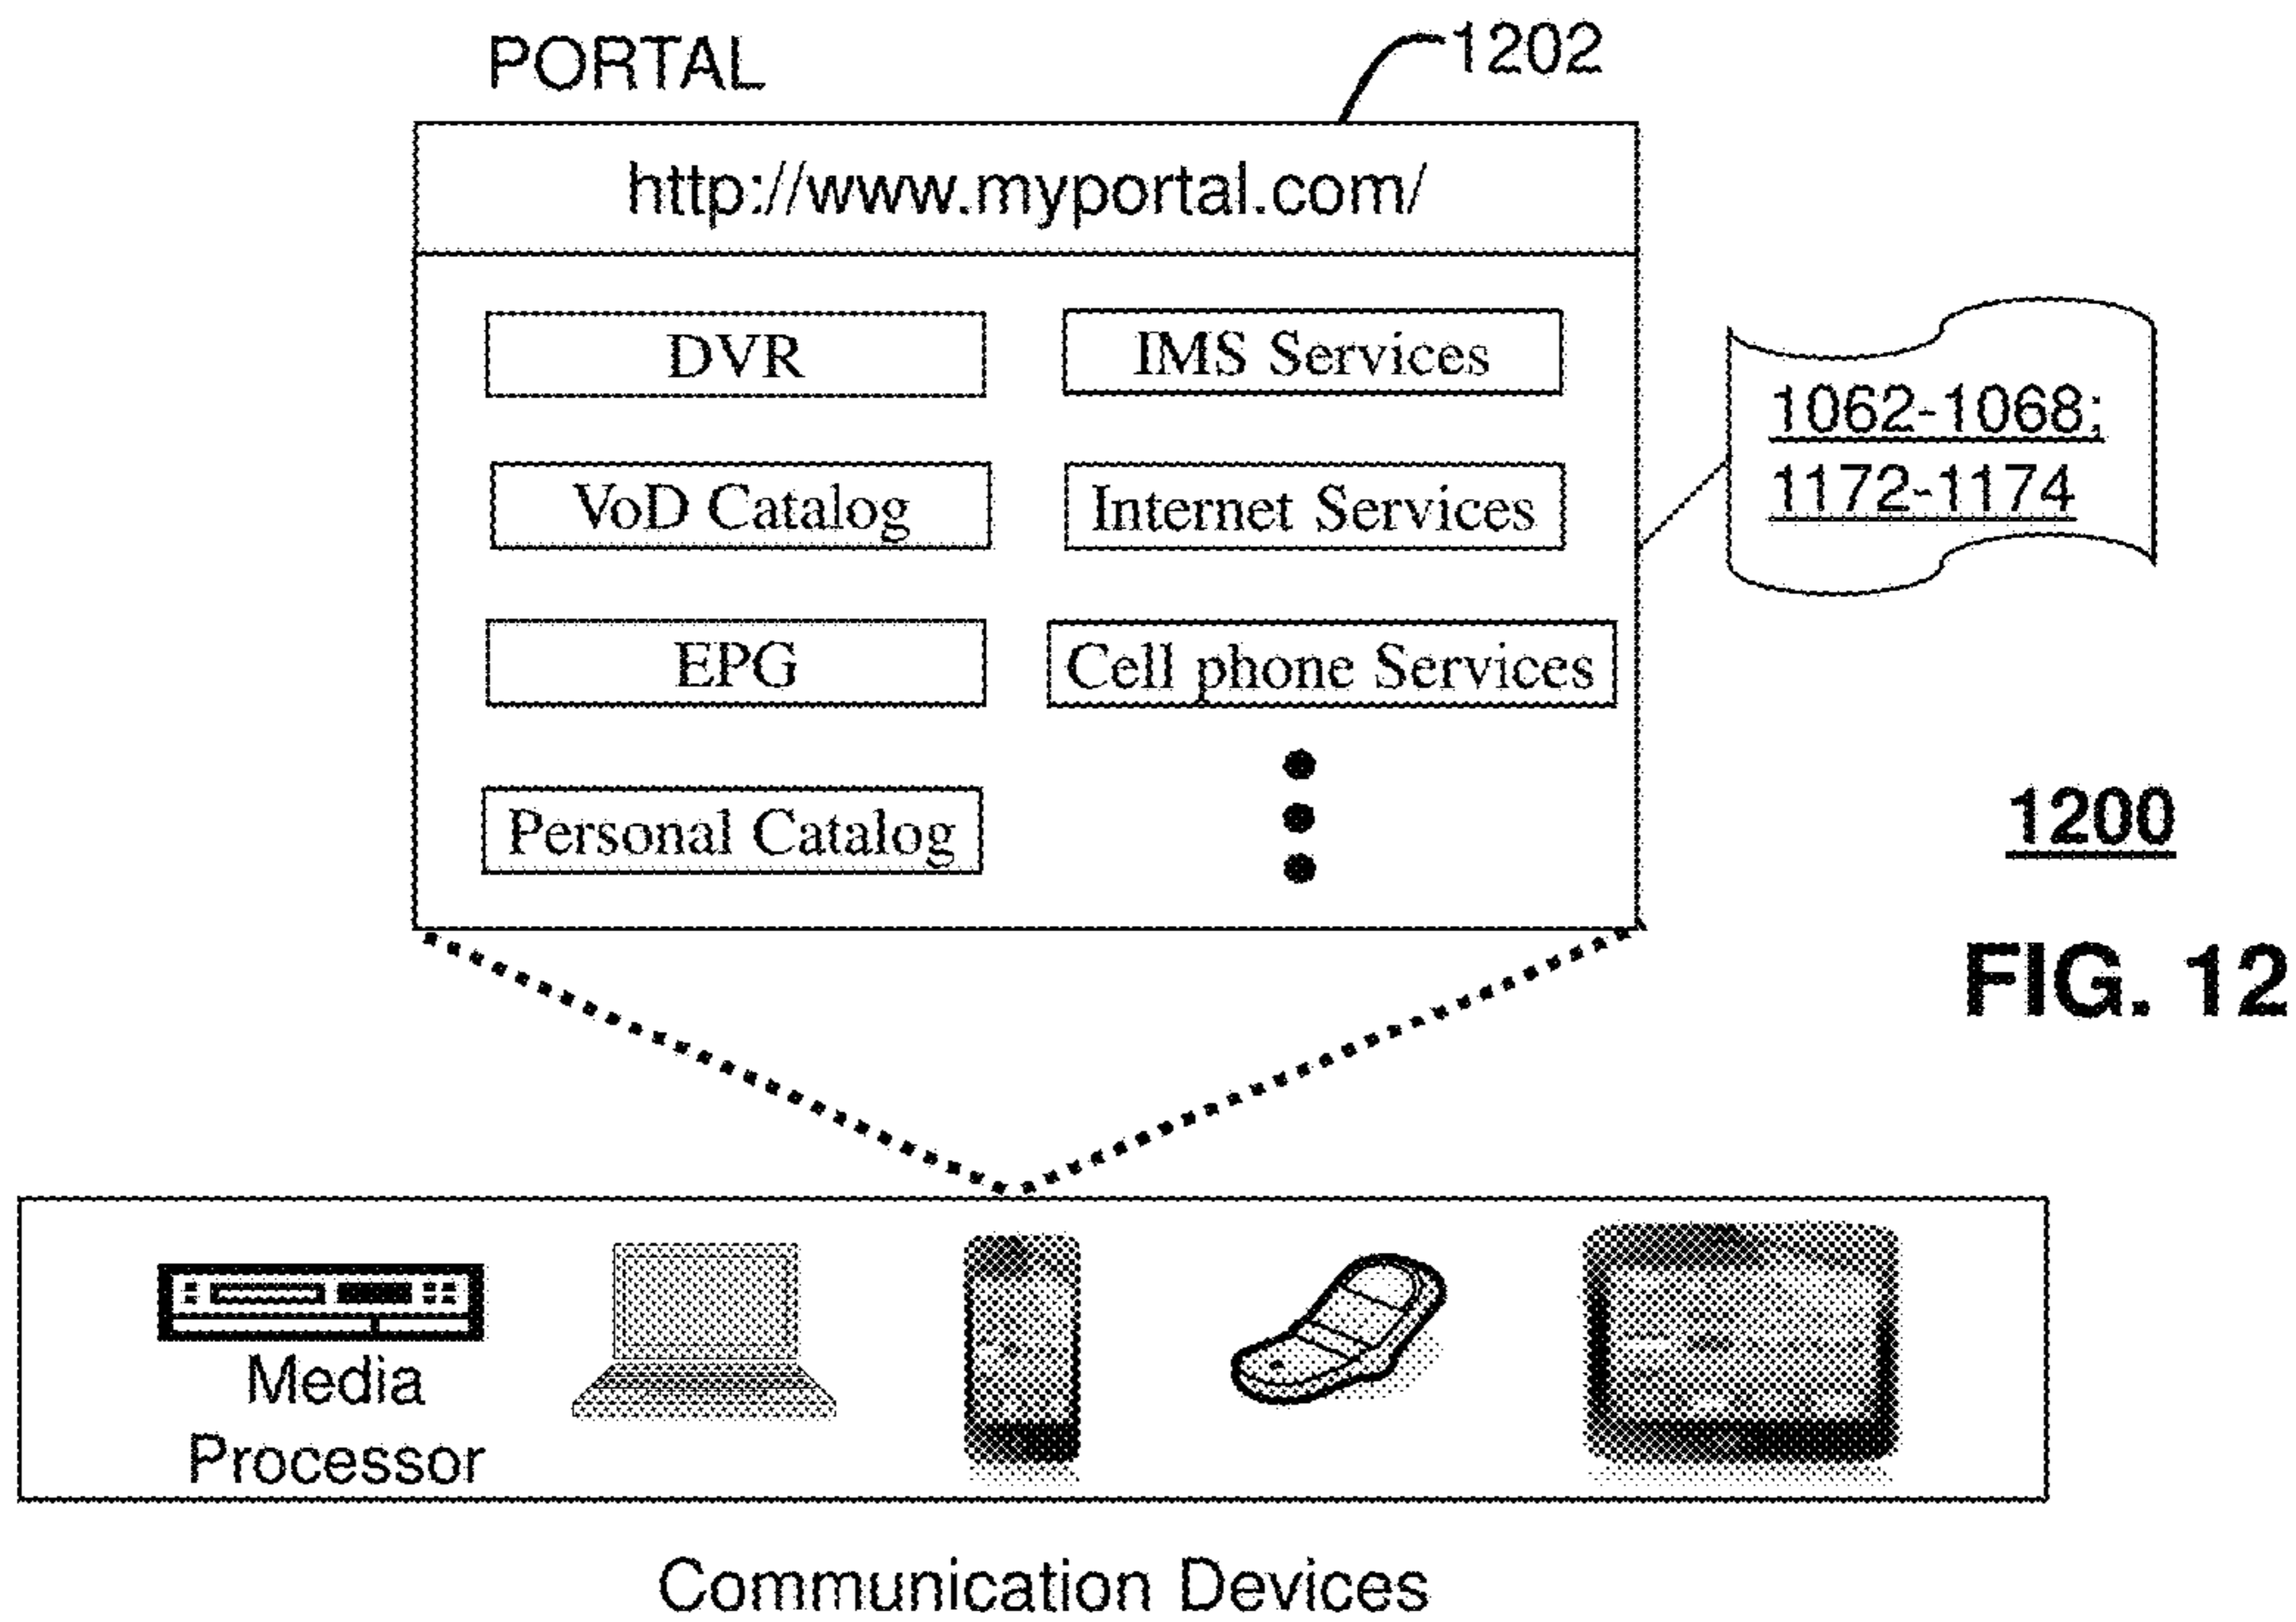 PORTAL
1202
http://www.myportal.com/
DVR
IMS Services
VoD Catalog
Internet Services
EPG
Cell phone Services
Personal Catalog
1062-1068;
1172-1174
1200
FIG. 12
Media
Processor
Communication Devices